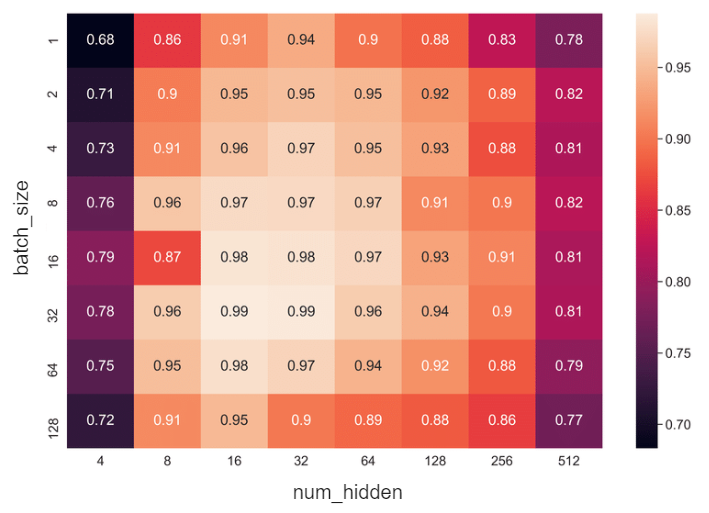 1 0.68 0.86 0.91 0.94 0.9 0.88 0.83 0.78
2 0.71 0.9 0.95 0.95 0.95 0.92 0.89 0.82
4 0.73 0.91 0.96 0.97 0.95 0.93 0.88 0.81
8 0.76 0.96 0.97 0.97 0.97 0.91 0.9 0.82
16 0.79 0.87 0.98 0.98 0.97 0.93 0.91 0.81
32 0.78 0.96 0.99 0.99 0.96 0.94 0.9 0.81
64 0.75 0.95 0.98 0.97 0.94 0.92 0.88 0.79
128 0.72 0.91 0.95 0.9 0.89 0.88 0.86 0.77
4 8 16 32 64 128 256 512
batch_size
num_hidden
0.95
0.90
0.85
0.80
0.75
0.70